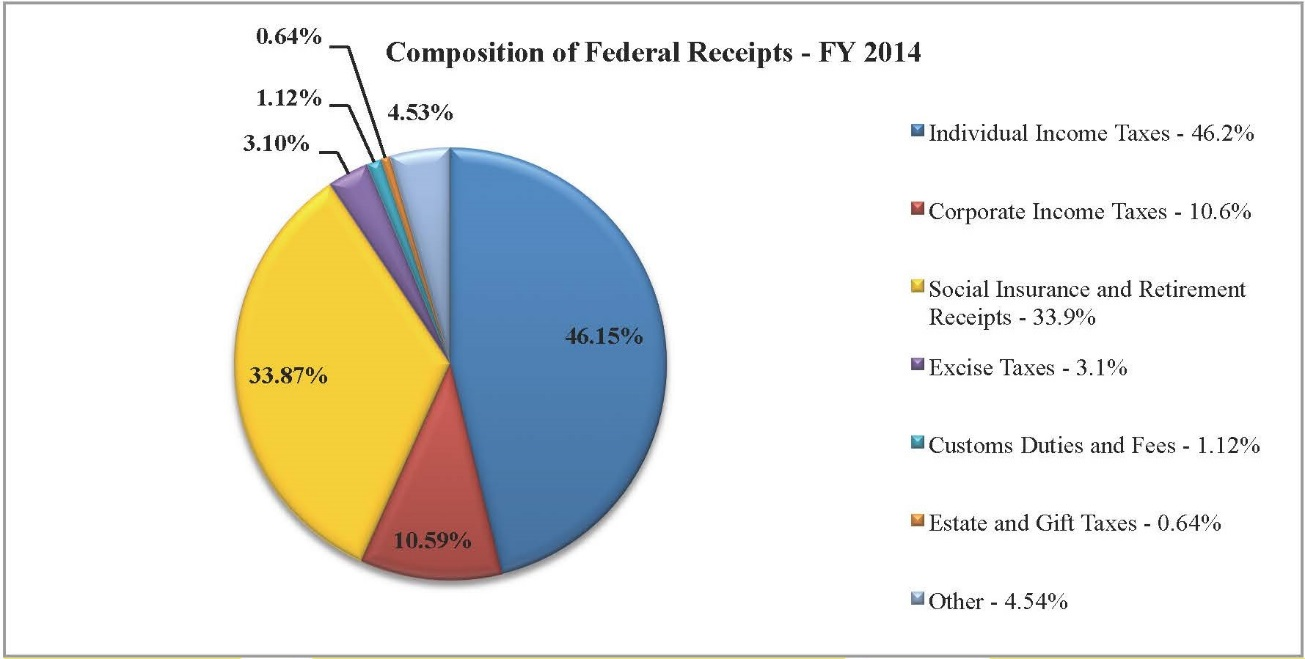 Composition of Federal Receipts - FY 2014
0.64%
1.12%
3.10%
4.53%
46.15%
33.87%
10.59%
Individual Income Taxes - 46.2%
Corporate Income Taxes - 10.6%
Social Insurance and Retirement
Receipts - 33.9%
Excise Taxes - 3.1%
Customs Duties and Fees - 1.12%
Estate and Gift Taxes - 0.64%
Other - 4.54%